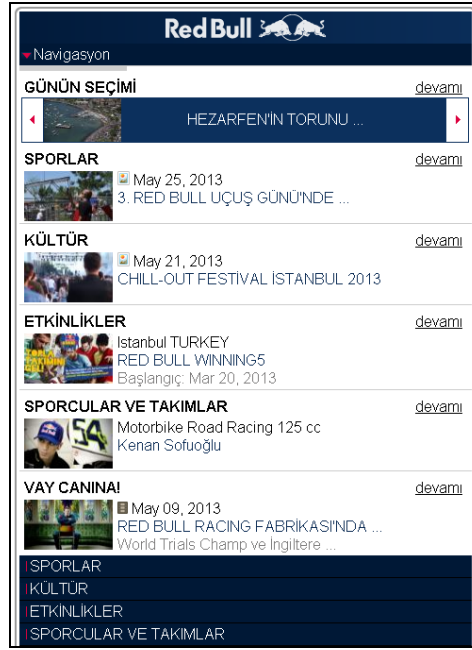 Red Bull
Navigasyon
GÜNÜN SEÇİMİ devamı
HEZARFEN'İN TORUNU ...
SPORLAR devamı
May 25, 2013
3. RED BULL UÇUŞ GÜNÜ'NDE ...
KÜLTÜR devamı
May 21, 2013
CHILL-OUT FESTİVAL İSTANBUL 2013
ETKİNLİKLER devamı
Istanbul TURKEY
RED BULL WINNING5
Başlangıç: Mar 20, 2013
SPORCULAR VE TAKIMLAR devamı
54
Motorbike Road Racing 125 cc
Kenan Sofuoğlu
VAY CANINA! devamı
May 09, 2013
RED BULL RACING FABRİKASI'NDA ...
World Trials Champ ve İngiltere ...
SPORLAR
KÜLTÜR
ETKİNLİKLER
SPORCULAR VE TAKIMLAR